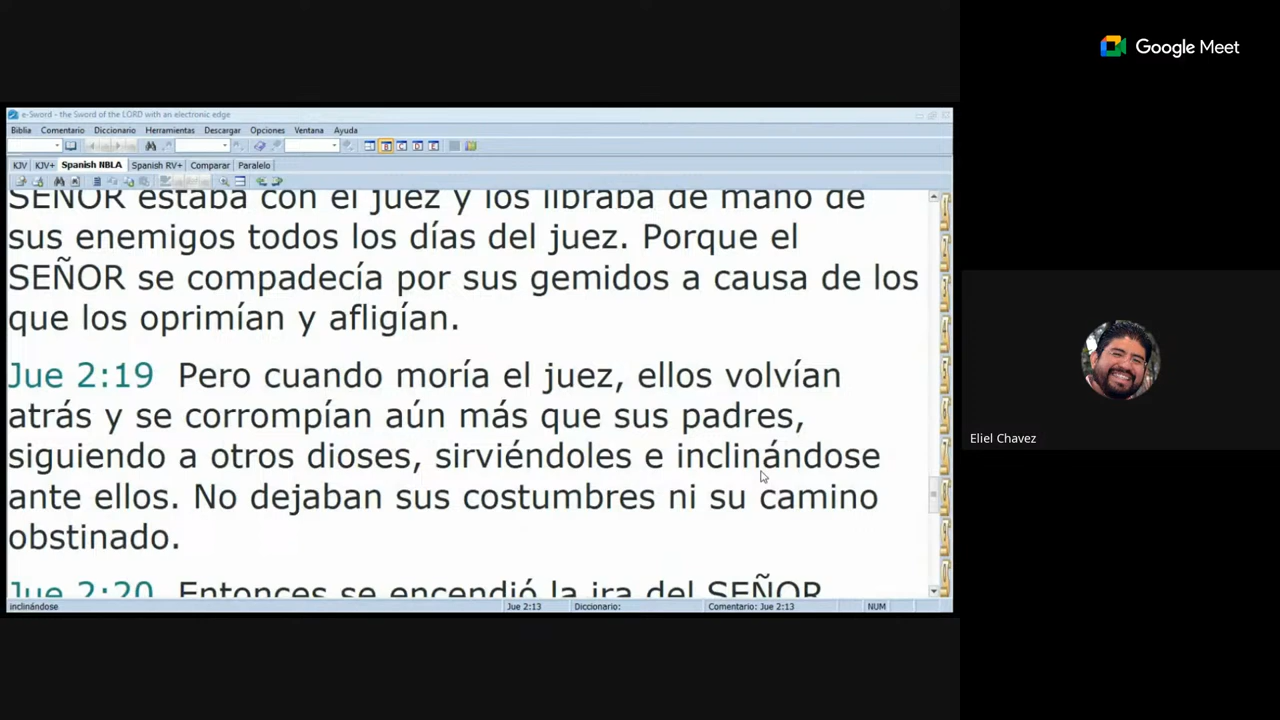 Google Meet
e-Sword - the Sword of the LORD with an electronic edge
Biblia Comentario Diccionario Herramientas Descargar Opciones Ventana Ayuda
KJV KJV+ Spanish NBLA Spanish RV+ Comparar Paralelo
SEÑOR estaba con el juez y los libraba de mano de
sus enemigos todos los días del juez. Porque el
SEÑOR se compadecía por sus gemidos a causa de los
que los oprimían y afligían.
Jue 2:19 Pero cuando moría el juez, ellos volvían
atrás y se corrompían aún más que sus padres,
siguiendo a otros dioses, sirviéndoles e inclinándose
ante ellos. No dejaban sus costumbres ni su camino
obstinado.
Jue 2:20 Entonces se encendió la ira del SEÑOR
inclinándose Jue 2:13 Diccionario: Comentario: Jue 2:13 NUM
Eliel Chavez